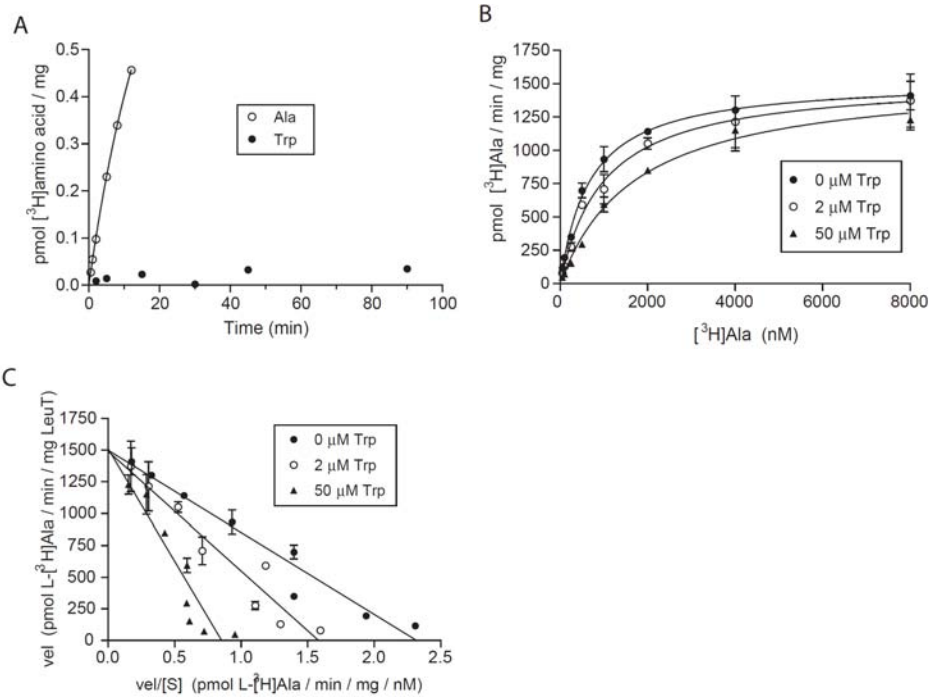 A
pmol [³H]amino acid / mg
0.5
0.4
0.3
0.2
0.1
0.0
0 20 40 60 80 100
Time (min)
Ala
Trp
B
pmol [³H]Ala / min / mg
1750
1500
1250
1000
750
500
250
0
0 2000 4000 6000 8000
[³H]Ala (nM)
0 μM Trp
2 μM Trp
50 μM Trp
C
vel (pmol L-[³H]Ala / min / mg LeuT)
1750
1500
1250
1000
750
500
250
0
0.0 0.5 1.0 1.5 2.0 2.5
vel/[S] (pmol L-[³H]Ala / min / mg / nM)
0 μM Trp
2 μM Trp
50 μM Trp